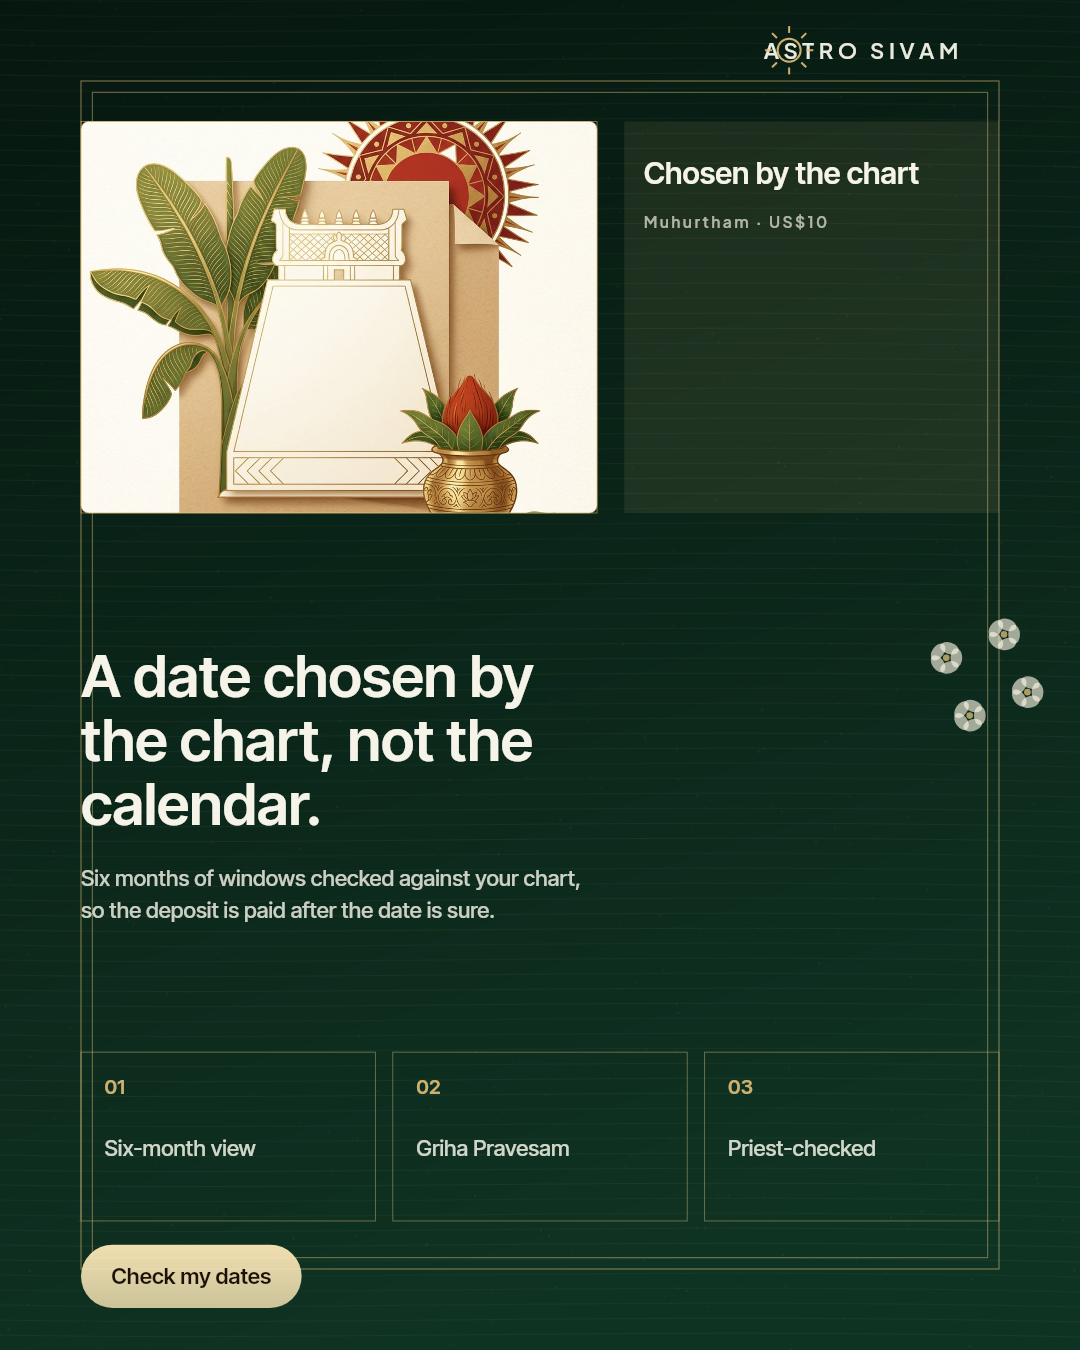 ASTRO SIVAM
Chosen by the chart
Muhurtham · US$10
A date chosen by
the chart, not the
calendar.
Six months of windows checked against your chart,
so the deposit is paid after the date is sure.
01
Six-month view
02
Griha Pravesam
03
Priest-checked
Check my dates